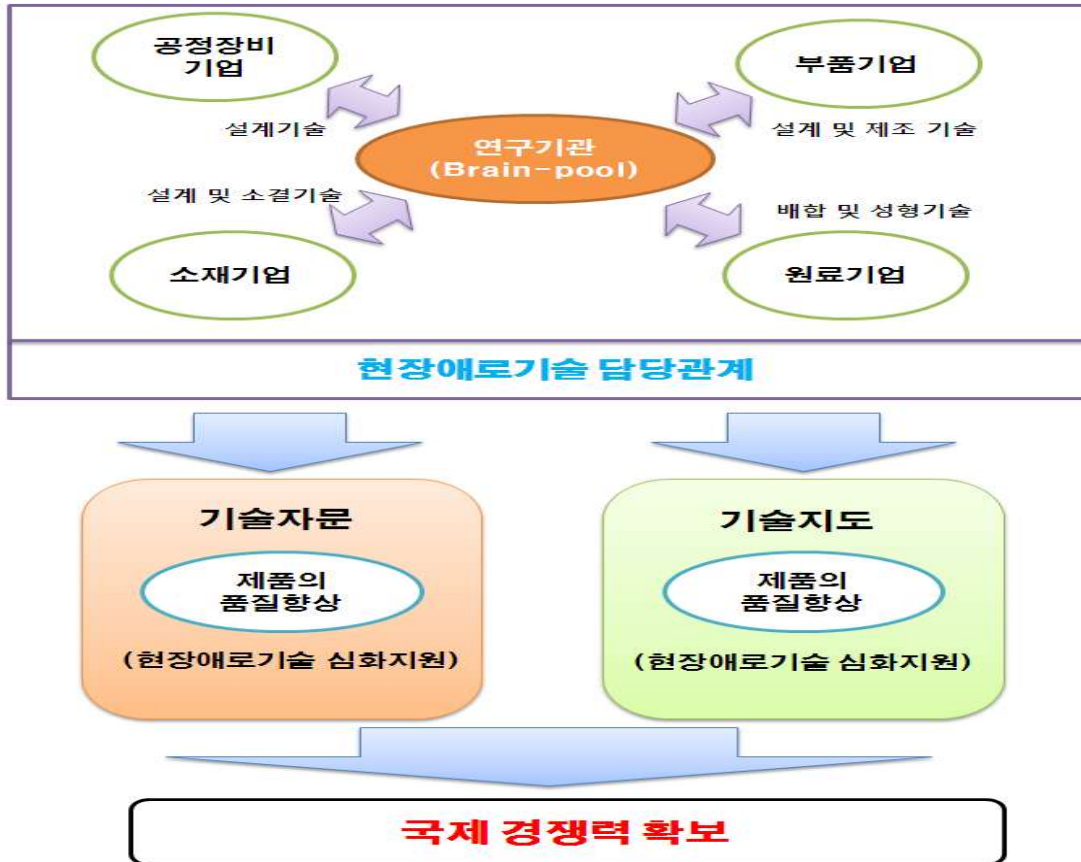 공정장비
기업
부품기업
설계기술
연구기관
(Brain-pool)
설계 및 제조 기술
설계 및 소결기술
배합 및 성형기술
소재기업
원료기업
현장애로기술 담당관계
기술자문
제품의
품질향상
(현장애로기술 심화지원)
기술지도
제품의
품질향상
(현장애로기술 심화지원)
국제 경쟁력 확보